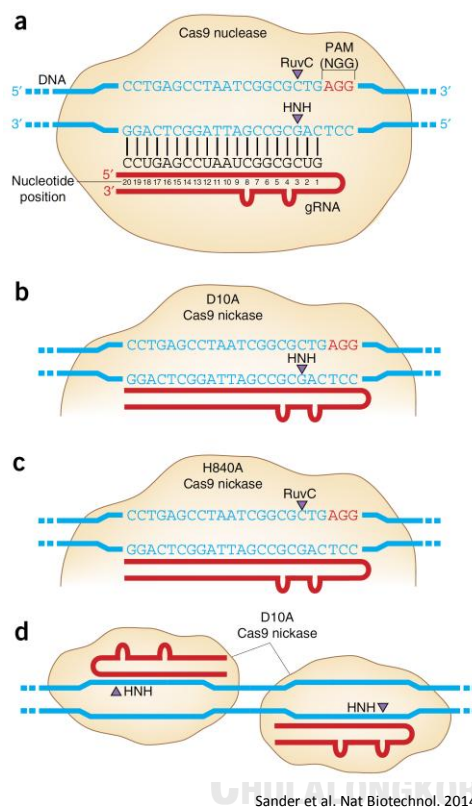 a
Cas9 nuclease
RuvC
PAM
(NGG)
DNA
CCTGAGCCTAATCGGCGCTGAGG
5′
3′
HNH
3′
5′
GGACTCGGATTAGCCGCGACTCC
CCUGAGCCUAAUCGGCGCUG
5′
Nucleotide
position
20 19 18 17 16 15 14 13 12 11 10 9 8 7 6 5 4 3 2 1
3′
gRNA
b
D10A
Cas9 nickase
CCTGAGCCTAATCGGCGCTGAGG
HNH
GGACTCGGATTAGCCGCGACTCC
c
H840A
Cas9 nickase
RuvC
CCTGAGCCTAATCGGCGCTGAGG
GGACTCGGATTAGCCGCGACTCC
d
D10A
Cas9 nickase
HNH
HNH
Sander et al. Nat Biotechnol. 2014